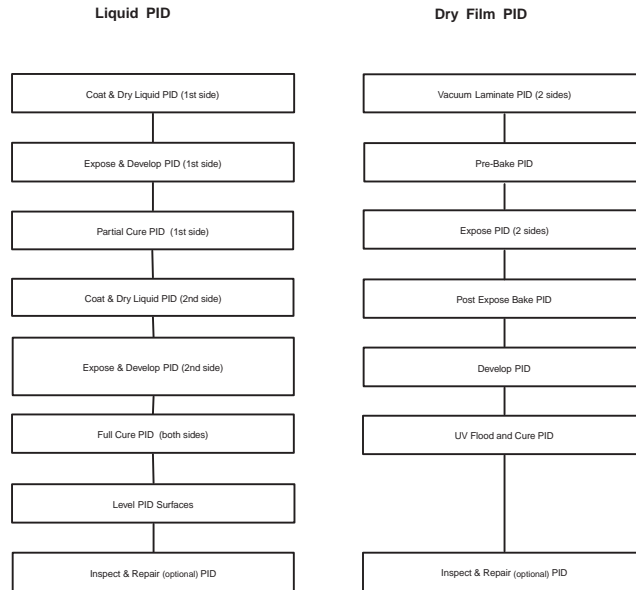 Liquid PID
Coat & Dry Liquid PID (1st side)
Expose & Develop PID (1st side)
Partial Cure PID (1st side)
Coat & Dry Liquid PID (2nd side)
Expose & Develop PID (2nd side)
Full Cure PID (both sides)
Level PID Surfaces
Inspect & Repair (optional) PID
Dry Film PID
Vacuum Laminate PID (2 sides)
Pre-Bake PID
Expose PID (2 sides)
Post Expose Bake PID
Develop PID
UV Flood and Cure PID
Inspect & Repair (optional) PID